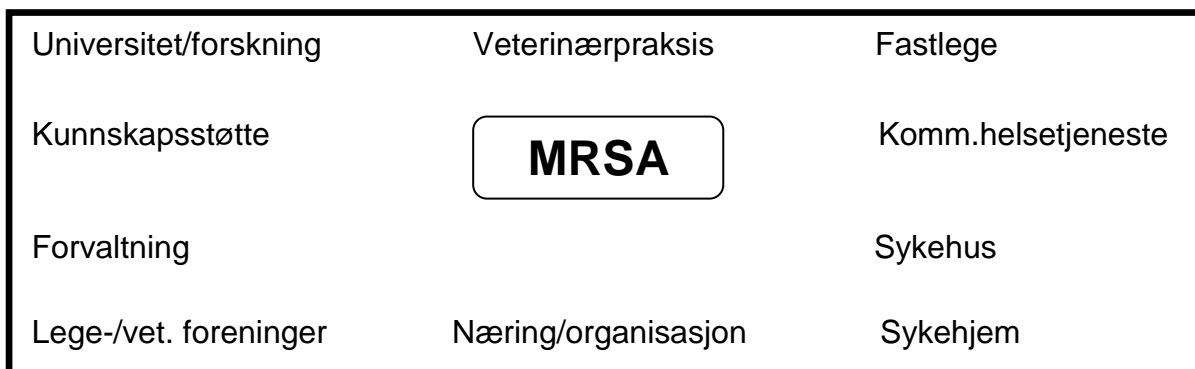 Universitet/forskning Veterinærpraksis Fastlege
Kunnskapsstøtte MRSA Komm.helsetjeneste
Forvaltning Sykehus
Lege-/vet. foreninger Næring/organisasjon Sykehjem